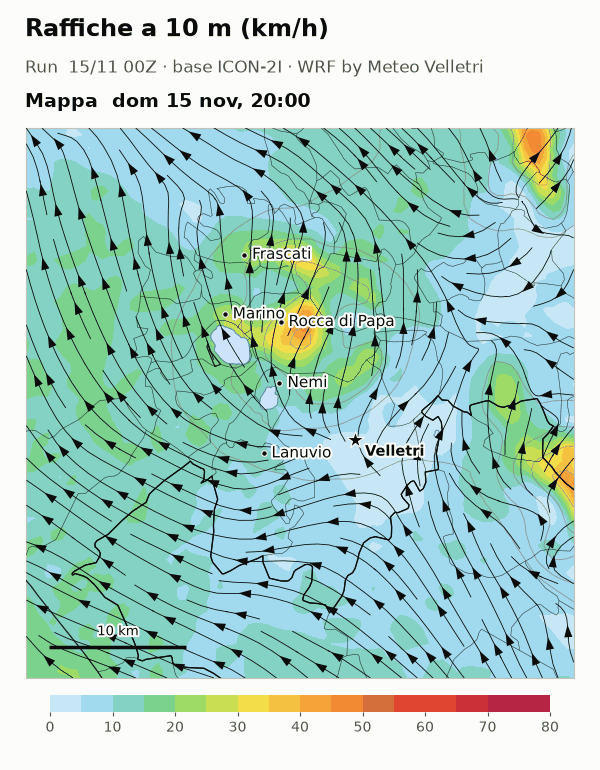 Raffiche a 10 m (km/h)
Run 15/11 00Z · base ICON-2I · WRF by Meteo Velletri
Mappa dom 15 nov, 20:00
Frascati
Marino
Rocca di Papa
Nemi
Velletri
Lanuvio
10 km
0 10 20 30 40 50 60 70 80